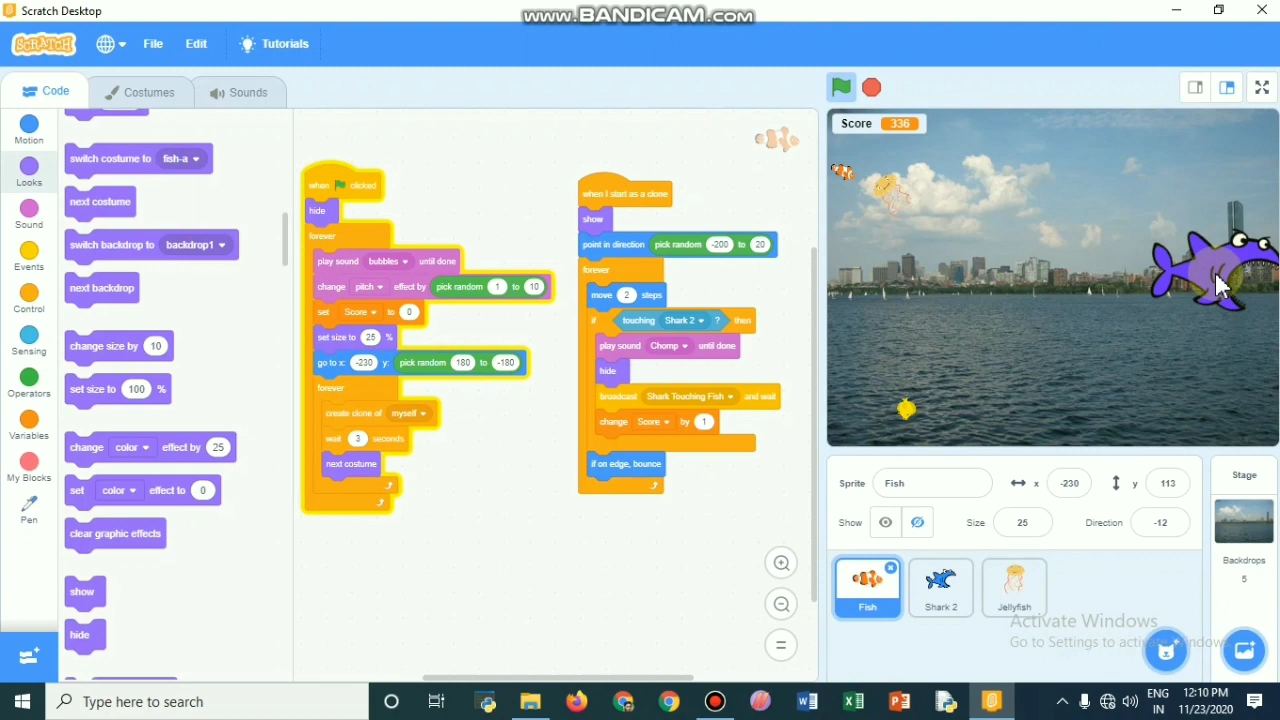 Scratch Desktop
www.BANDICAM.com
SCRATCH File Edit Tutorials
Code Costumes Sounds
Motion
Looks
Sound
Events
Control
Sensing
Operators
Variables
My Blocks
Pen
switch costume to fish-a
next costume
switch backdrop to backdrop1
next backdrop
change size by 10
set size to 100 %
change color effect by 25
set color effect to 0
clear graphic effects
show
hide
when clicked
hide
forever
play sound bubbles until done
change pitch effect by pick random 1 to 10
set Score to 0
set size to 25 %
go to x: -230 y: pick random 180 to -180
forever
create clone of myself
wait 3 seconds
next costume
when I start as a clone
show
point in direction pick random -200 to 20
forever
move 2 steps
if touching Shark 2 ? then
play sound Chomp until done
hide
broadcast Shark Touching Fish and wait
change Score by 1
if on edge, bounce
Score 336
Sprite Fish x -230 y 113
Show Size 25 Direction -12
Fish
Shark 2
Jellyfish
Stage
Backdrops
5
Activate Windows
Go to Settings to activate Windows.
Type here to search
ENG
IN
12:10 PM
11/23/2020